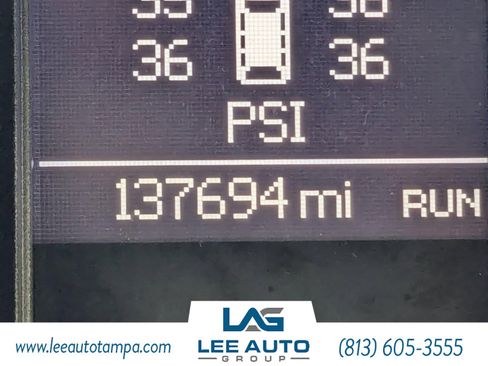 36 36
PSI
137694 mi RUN
www.leeautotampa.com
LAG
LEE AUTO
GROUP
(813) 605-3555